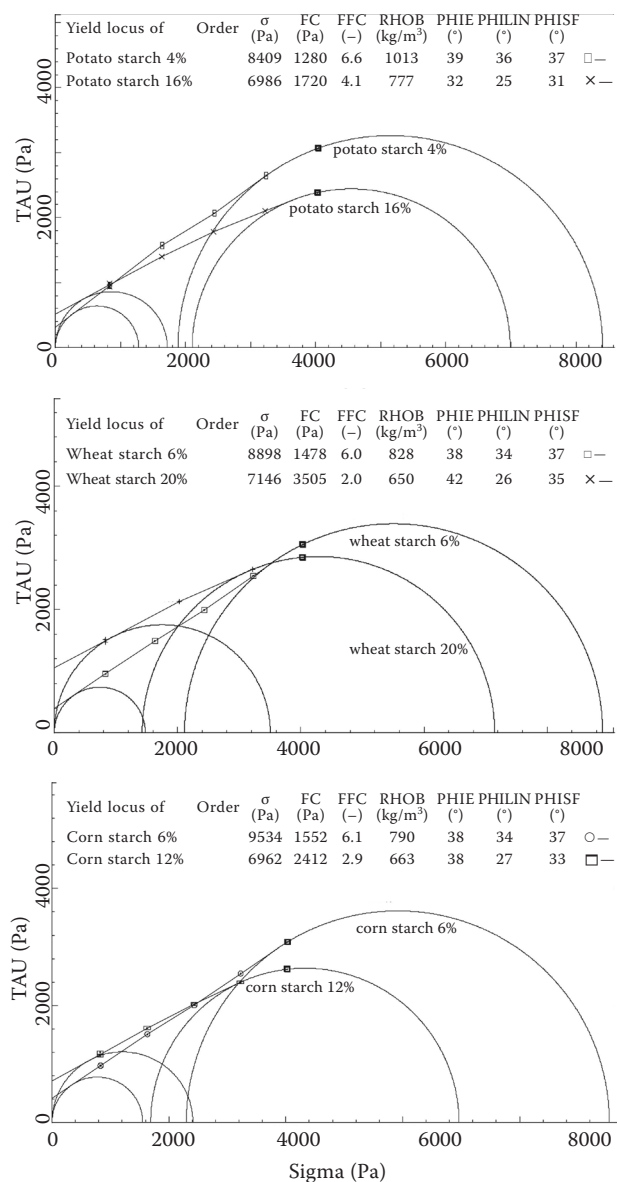 Yield locus of Order σ (Pa) FC (Pa) FFC (–) RHOB (kg/m³) PHIE (°) PHILIN (°) PHISF (°)
Potato starch 4% 8409 1280 6.6 1013 39 36 37 □—
Potato starch 16% 6986 1720 4.1 777 32 25 31 ×—
TAU (Pa)
4000
2000
0
potato starch 4%
potato starch 16%
0 2000 4000 6000 8000
Yield locus of Order σ (Pa) FC (Pa) FFC (–) RHOB (kg/m³) PHIE (°) PHILIN (°) PHISF (°)
Wheat starch 6% 8898 1478 6.0 828 38 34 37 □—
Wheat starch 20% 7146 3505 2.0 650 42 26 35 ×—
TAU (Pa)
4000
2000
0
wheat starch 6%
wheat starch 20%
0 2000 4000 6000 8000
Yield locus of Order σ (Pa) FC (Pa) FFC (–) RHOB (kg/m³) PHIE (°) PHILIN (°) PHISF (°)
Corn starch 6% 9534 1552 6.1 790 38 34 37 ○—
Corn starch 12% 6962 2412 2.9 663 38 27 33 □—
TAU (Pa)
4000
2000
0
corn starch 6%
corn starch 12%
0 2000 4000 6000 8000
Sigma (Pa)